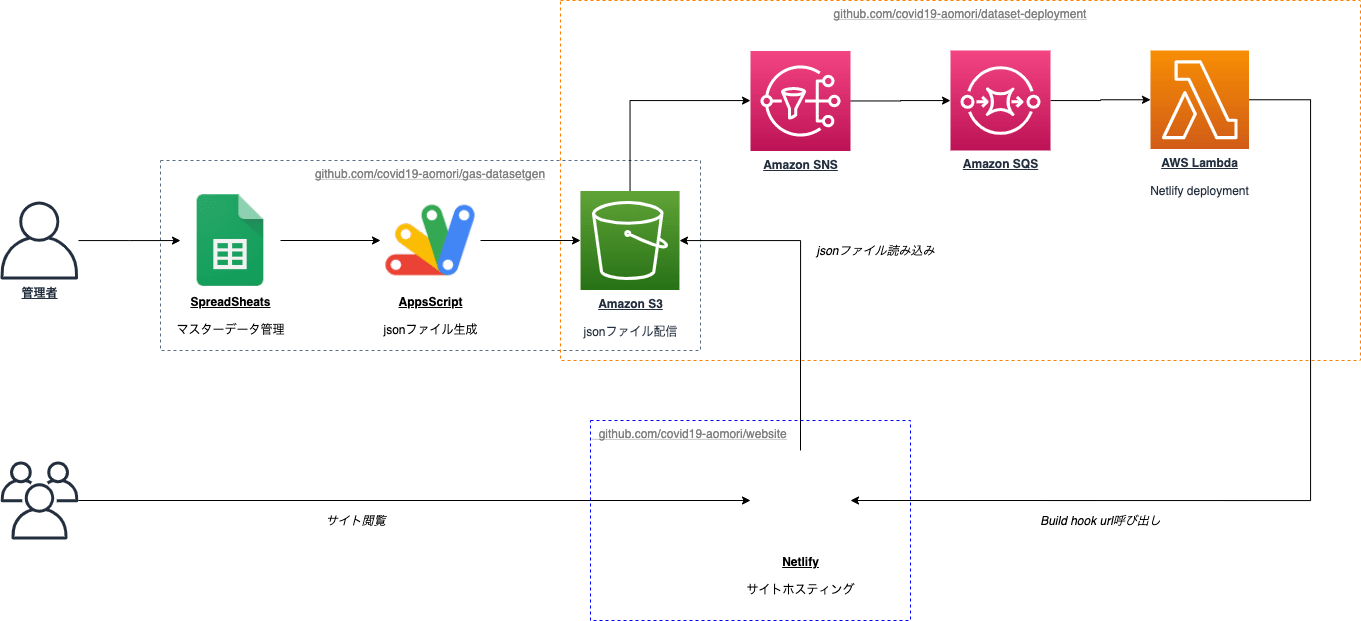 github.com/covid19-aomori/dataset-deployment
Amazon SNS
Amazon SQS
AWS Lambda
Netlify deployment
github.com/covid19-aomori/gas-datasetgen
管理者
SpreadSheats
マスターデータ管理
AppsScript
jsonファイル生成
Amazon S3
jsonファイル配信
jsonファイル読み込み
github.com/covid19-aomori/website
サイト閲覧
Build hook url呼び出し
Netlify
サイトホスティング